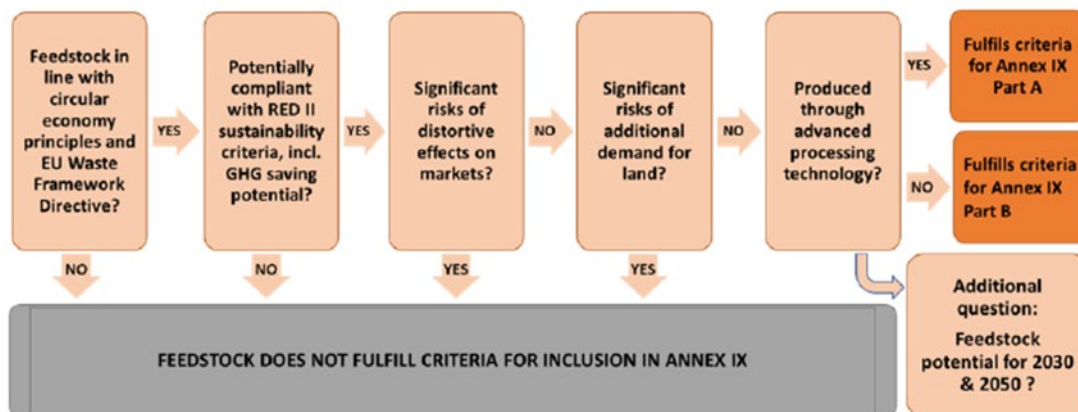 Feedstock in
line with
circular
economy
principles and
EU Waste
Framework
Directive?
YES
NO
Potentially
compliant
with RED II
sustainability
criteria, incl.
GHG saving
potential?
YES
NO
Significant
risks of
distortive
effects on
markets?
NO
YES
Significant
risks of
additional
demand for
land?
NO
YES
Produced
through
advanced
processing
technology?
YES
NO
Fulfils criteria
for Annex IX
Part A
Fulfills criteria
for Annex IX
Part B
Additional
question:
Feedstock
potential for 2030
& 2050 ?
FEEDSTOCK DOES NOT FULFILL CRITERIA FOR INCLUSION IN ANNEX IX